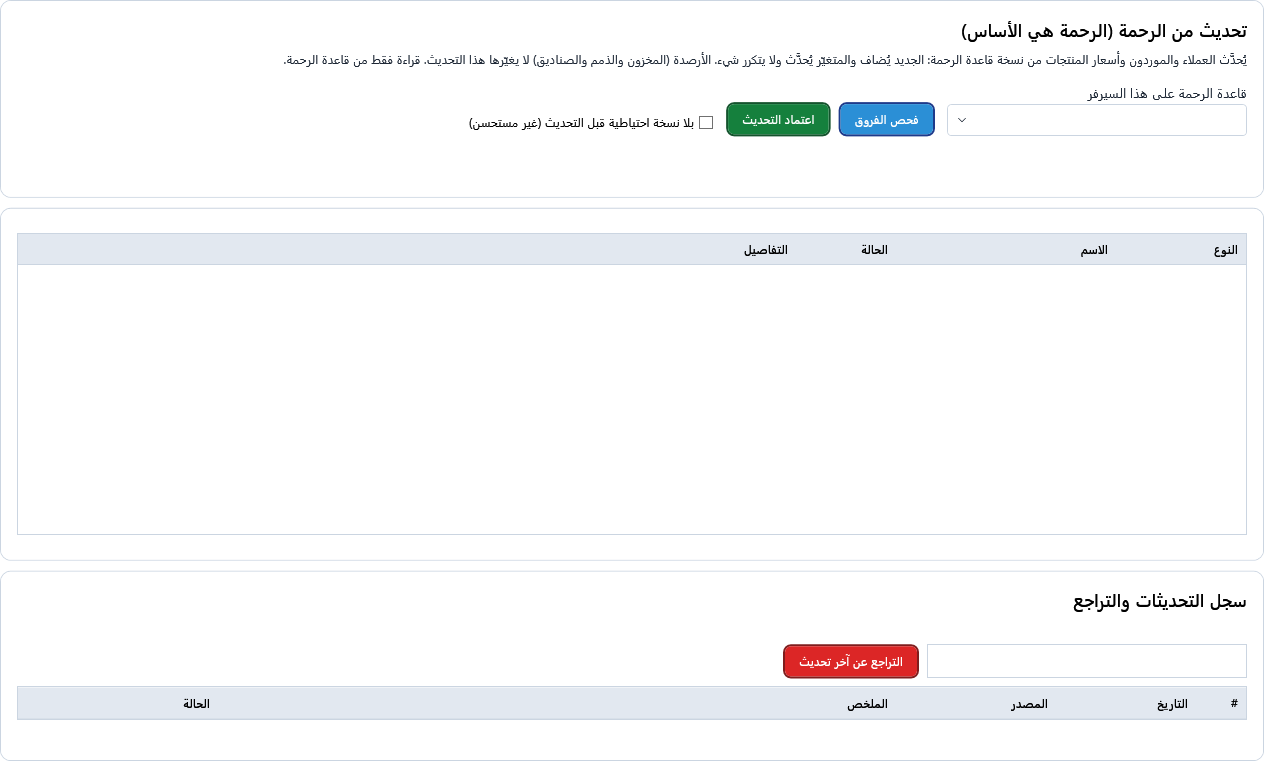 تحديث من الرحمة (الرحمة هي الأساس)
يُحدَّث العملاء والموردون وأسعار المنتجات من نسخة قاعدة الرحمة: الجديد يُضاف والمتغيّر يُحدَّث ولا يتكرر شيء. الأرصدة (المخزون والذمم والصناديق) لا يغيّرها هذا التحديث. قراءة فقط من قاعدة الرحمة.
قاعدة الرحمة على هذا السيرفر
فحص الفروق
اعتماد التحديث
بلا نسخة احتياطية قبل التحديث (غير مستحسن)
النوع الاسم الحالة التفاصيل
سجل التحديثات والتراجع
التراجع عن آخر تحديث
# التاريخ المصدر الملخص الحالة